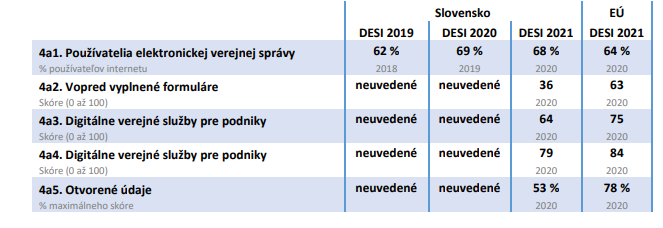 Slovensko EÚ
DESI 2019 DESI 2020 DESI 2021 DESI 2021
4a1. Používatelia elektronickej verejnej správy 62 % 69 % 68 % 64 %
% používateľov internetu 2018 2019 2020 2020
4a2. Vopred vyplnené formuláre neuvedené neuvedené 36 63
Skóre (0 až 100) 2020 2020
4a3. Digitálne verejné služby pre podniky neuvedené neuvedené 64 75
Skóre (0 až 100) 2020 2020
4a4. Digitálne verejné služby pre podniky neuvedené neuvedené 79 84
Skóre (0 až 100) 2020 2020
4a5. Otvorené údaje neuvedené neuvedené 53 % 78 %
% maximálneho skóre 2020 2020